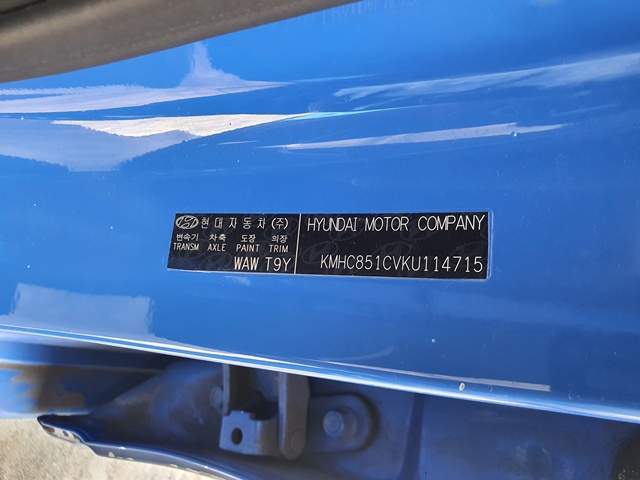 현대자동차(주)
변속기 차축 도장 의장
TRANSM AXLE PAINT TRIM
WAW T9Y
HYUNDAI MOTOR COMPANY
KMHC851CVKU114715